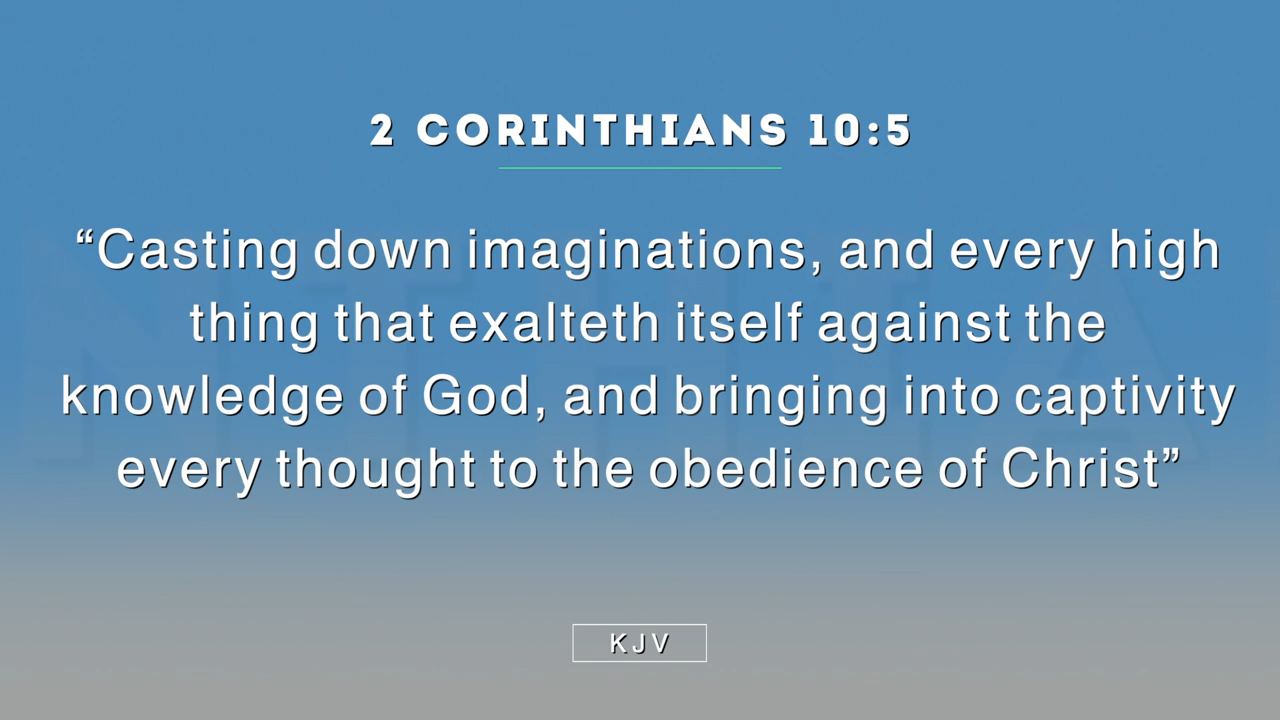 2 CORINTHIANS 10:5
“Casting down imaginations, and every high
thing that exalteth itself against the
knowledge of God, and bringing into captivity
every thought to the obedience of Christ”
KJV